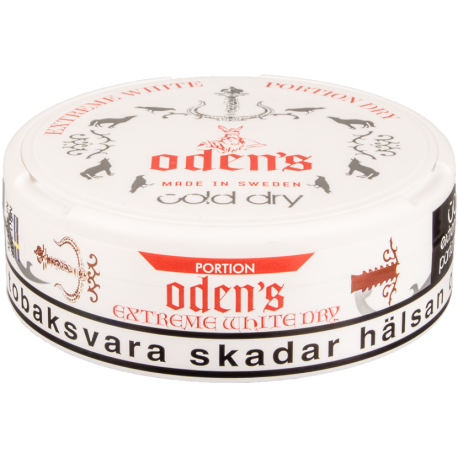 EXTREME WHITE PORTION DRY
oden's
MADE IN SWEDEN
cold dry
PORTION
oden's
EXTREME WHITE DRY
obaksvara skadar hälsan